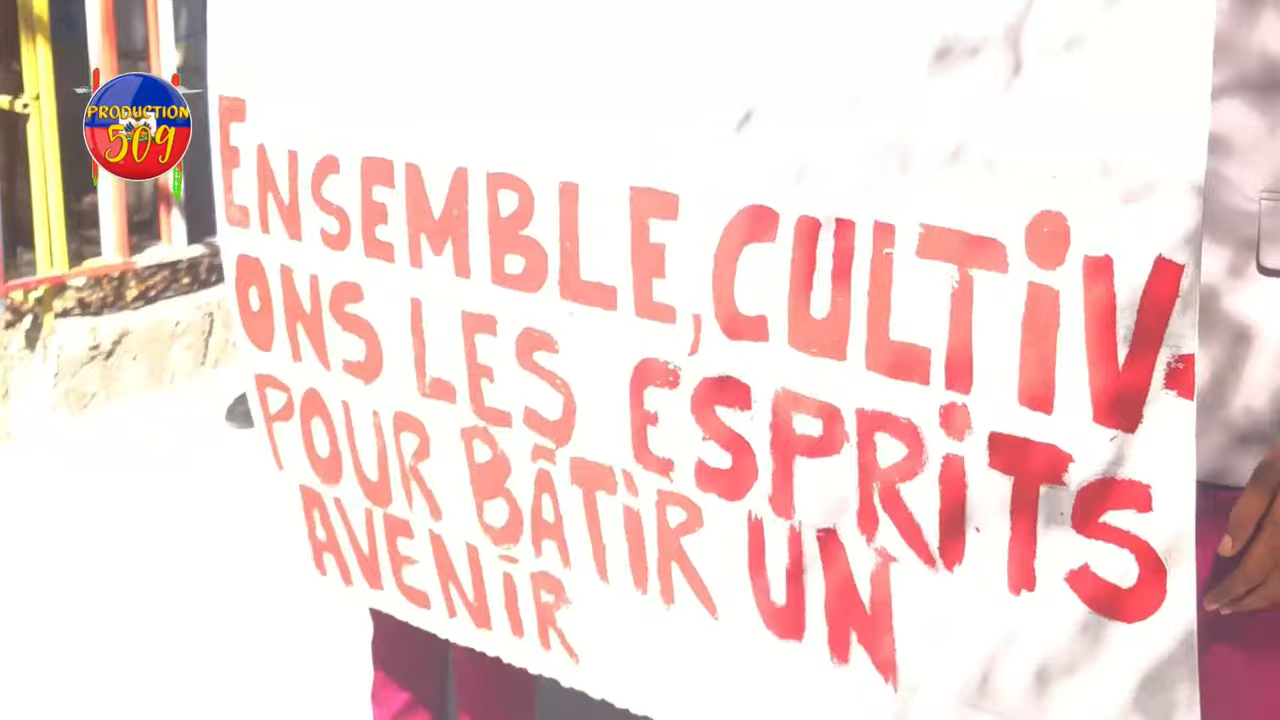 PRODUCTION
509
ENSEMBLE, CULTIV-
ONS LES ESPRITS
POUR BÂTIR UN
AVENIR